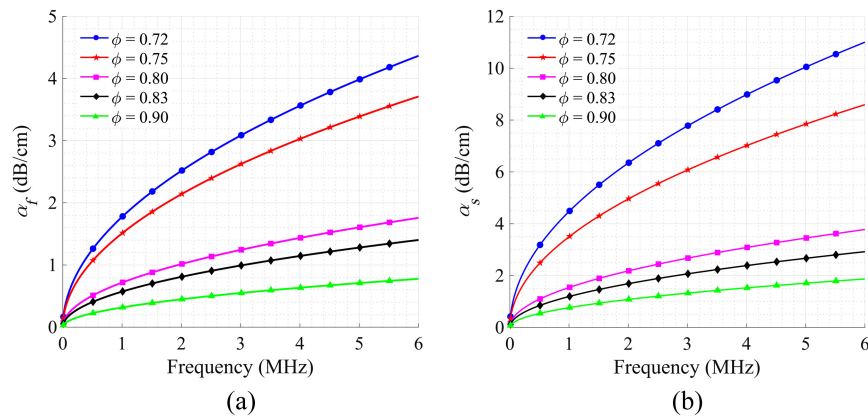 5
4
3
2
1
0
α_f (dB/cm)
ϕ = 0.72
ϕ = 0.75
ϕ = 0.80
ϕ = 0.83
ϕ = 0.90
0 1 2 3 4 5 6
Frequency (MHz)
(a)
12
10
8
6
4
2
0
α_s (dB/cm)
ϕ = 0.72
ϕ = 0.75
ϕ = 0.80
ϕ = 0.83
ϕ = 0.90
0 1 2 3 4 5 6
Frequency (MHz)
(b)